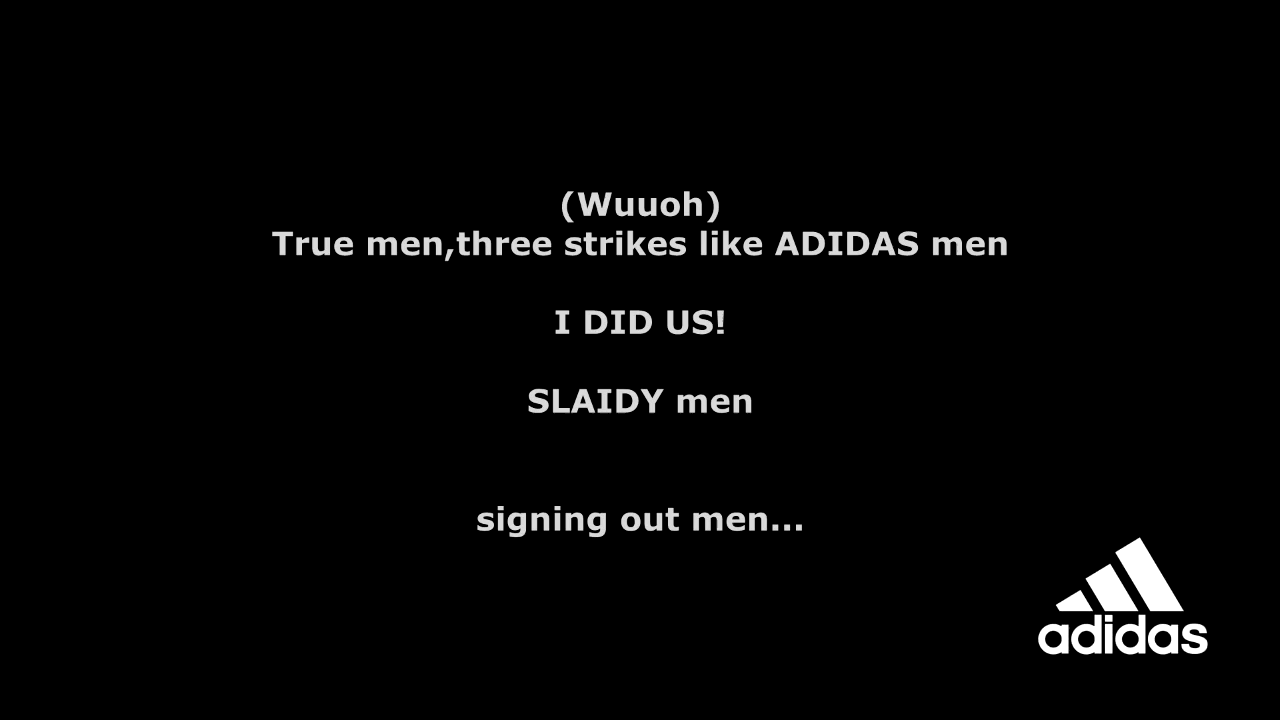 (Wuuoh)
True men,three strikes like ADIDAS men
I DID US!
SLAIDY men
signing out men...
adidas